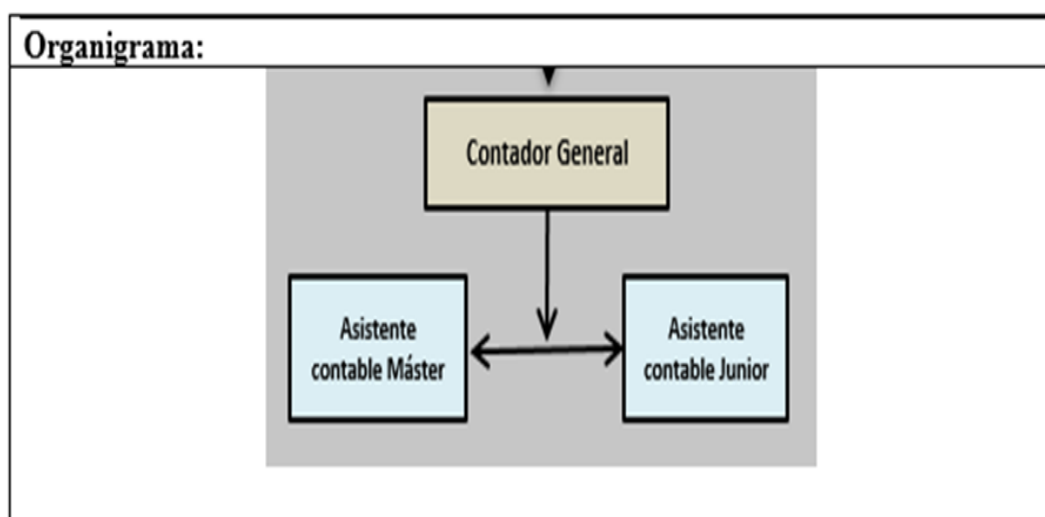 Organigrama:
Contador General
Asistente
contable Máster
Asistente
contable Junior